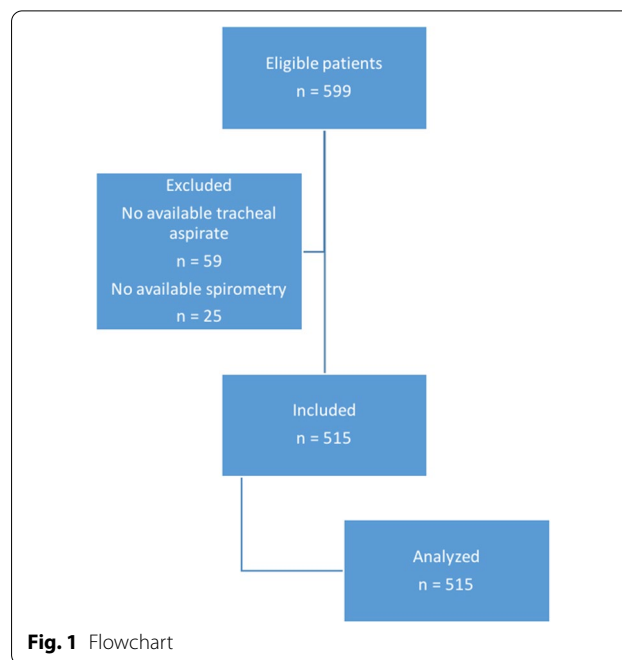 Eligible patients
n = 599
Excluded
No available tracheal
aspirate
n = 59
No available spirometry
n = 25
Included
n = 515
Analyzed
n = 515
Fig. 1 Flowchart